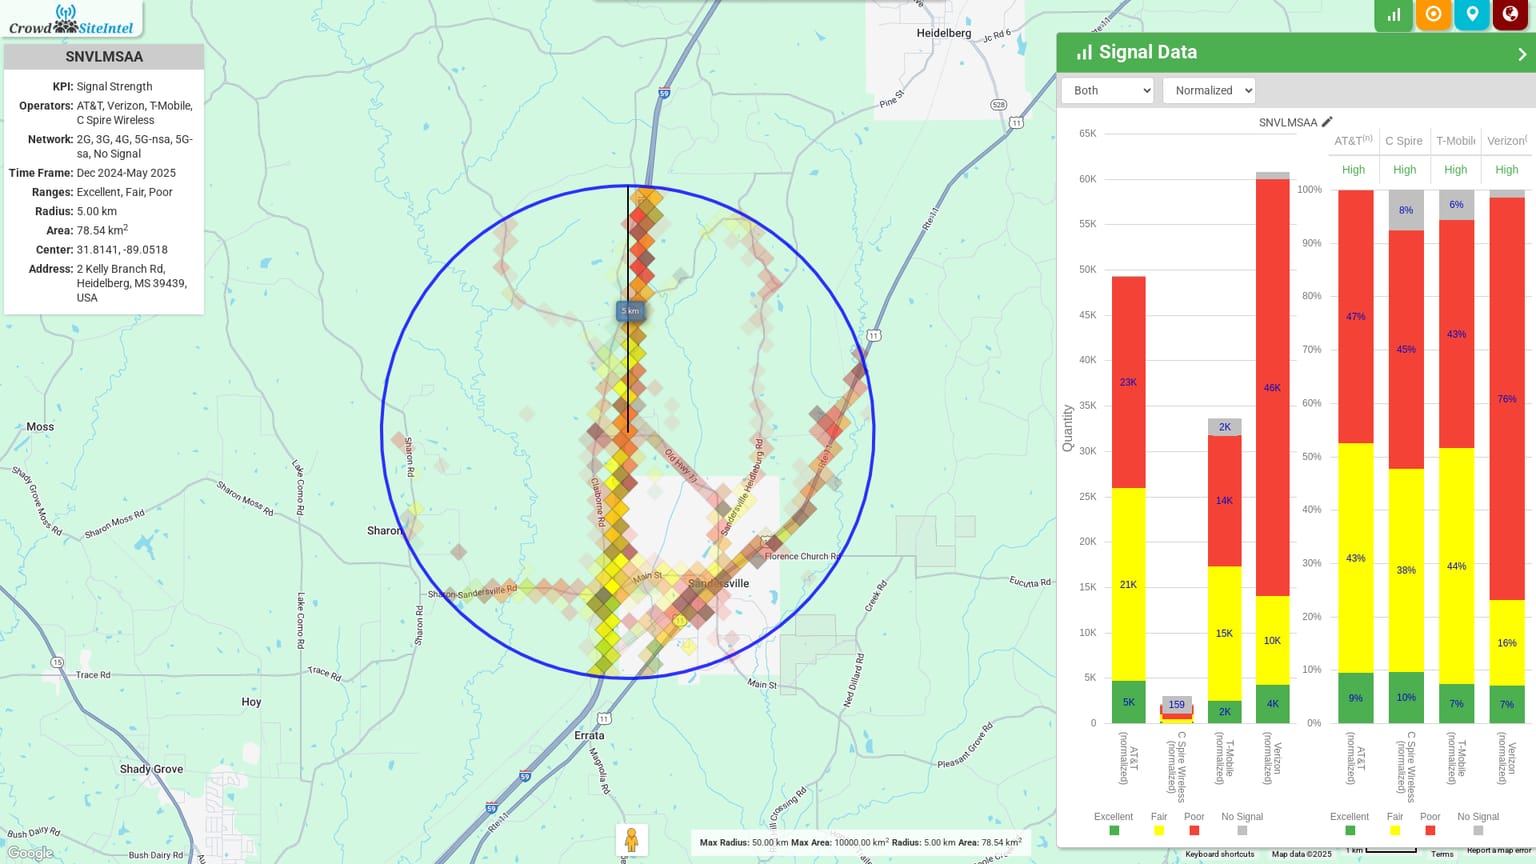 CrowdSiteIntel
SNVLMSAA
KPI: Signal Strength
Operators: AT&T, Verizon, T-Mobile,
C Spire Wireless
Network: 2G, 3G, 4G, 5G-nsa, 5G-
sa, No Signal
Time Frame: Dec 2024-May 2025
Ranges: Excellent, Fair, Poor
Radius: 5.00 km
Area: 78.54 km²
Center: 31.8141, -89.0518
Address: 2 Kelly Branch Rd,
Heidelberg, MS 39439,
USA
Heidelberg
Jc Rd 6
59
Pine St
528
11
Rte 11
Rte 11
5 km
11
Moss
Shady Grove Moss Rd
Sharon Moss Rd
Sharon Moss Rd
Lake Como Rd
Sharon Rd
Sharon
Claiborne Rd
Old Hwy 11
Sandersville Heidleburg Rd
Rte 11
Florence Church Rd
Main St
Sandersville
Sharon-Sandersville Rd
11
Eucutta Rd
Creek Rd
Lake Como Rd
Sharon Rd
15
Trace Rd
Trace Rd
Main St
Ned Dillard Rd
Hoy
11
Errata
Magnolia Rd
Pleasant Grove Rd
Shady Grove
59
59
Rte 11
Crossing Rd
Bush Dairy Rd
Bush Dairy Rd
Google
Max Radius: 50.00 km Max Area: 10000.00 km² Radius: 5.00 km Area: 78.54 km²
Keyboard shortcuts
Map data ©2025
1 km
Terms
Report a map error
Signal Data
Both
Normalized
SNVLMSAA
AT&T(n)
C Spire
T-Mobile
Verizon(
High
High
High
High
Quantity
65K
60K
55K
50K
45K
40K
35K
30K
25K
20K
15K
10K
5K
0
23K
21K
5K
159
2K
14K
15K
2K
46K
10K
4K
AT&T
(normalized)
C Spire Wireless
(normalized)
T-Mobile
(normalized)
Verizon
(normalized)
Excellent
Fair
Poor
No Signal
100%
90%
80%
70%
60%
50%
40%
30%
20%
10%
0%
47%
43%
9%
8%
45%
38%
10%
6%
43%
44%
7%
76%
16%
7%
AT&T
(normalized)
C Spire Wireless
(normalized)
T-Mobile
(normalized)
Verizon
(normalized)
Excellent
Fair
Poor
No Signal